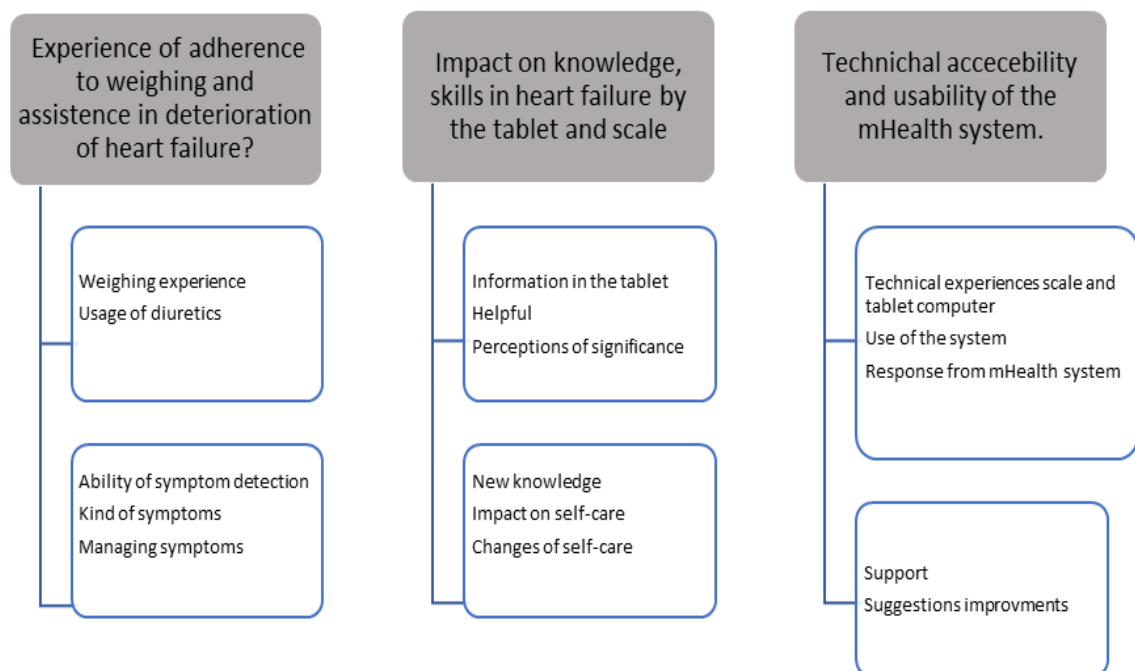 Experience of adherence
to weighing and
assistence in deterioration
of heart failure?
Weighing experience
Usage of diuretics
Ability of symptom detection
Kind of symptoms
Managing symptoms
Impact on knowledge,
skills in heart failure by
the tablet and scale
Information in the tablet
Helpful
Perceptions of significance
New knowledge
Impact on self-care
Changes of self-care
Technichal accecebility
and usability of the
mHealth system.
Technical experiences scale and
tablet computer
Use of the system
Response from mHealth system
Support
Suggestions improvments